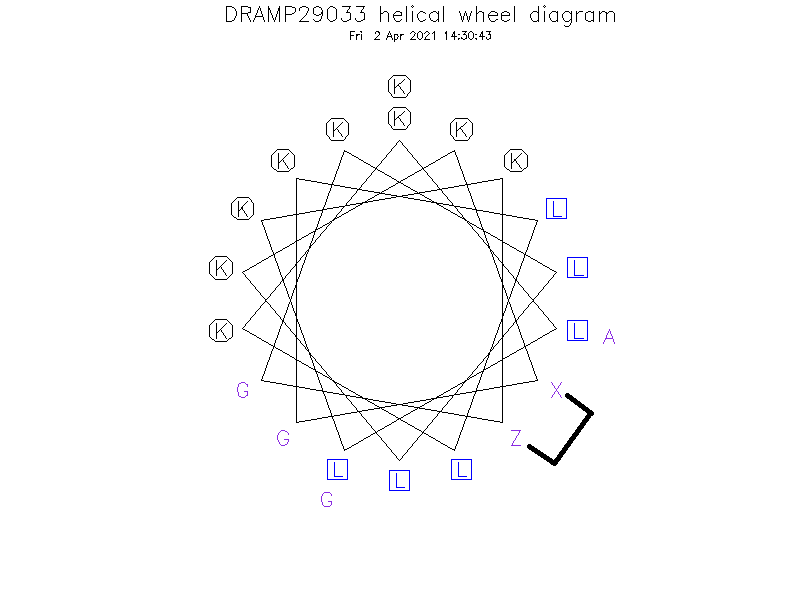 DRAMP29033 helical wheel diagram
Fri 2 Apr 2021 14:30:43
K
K
K K
K K
K L
K L
K L A
G X
G Z
L L L
G